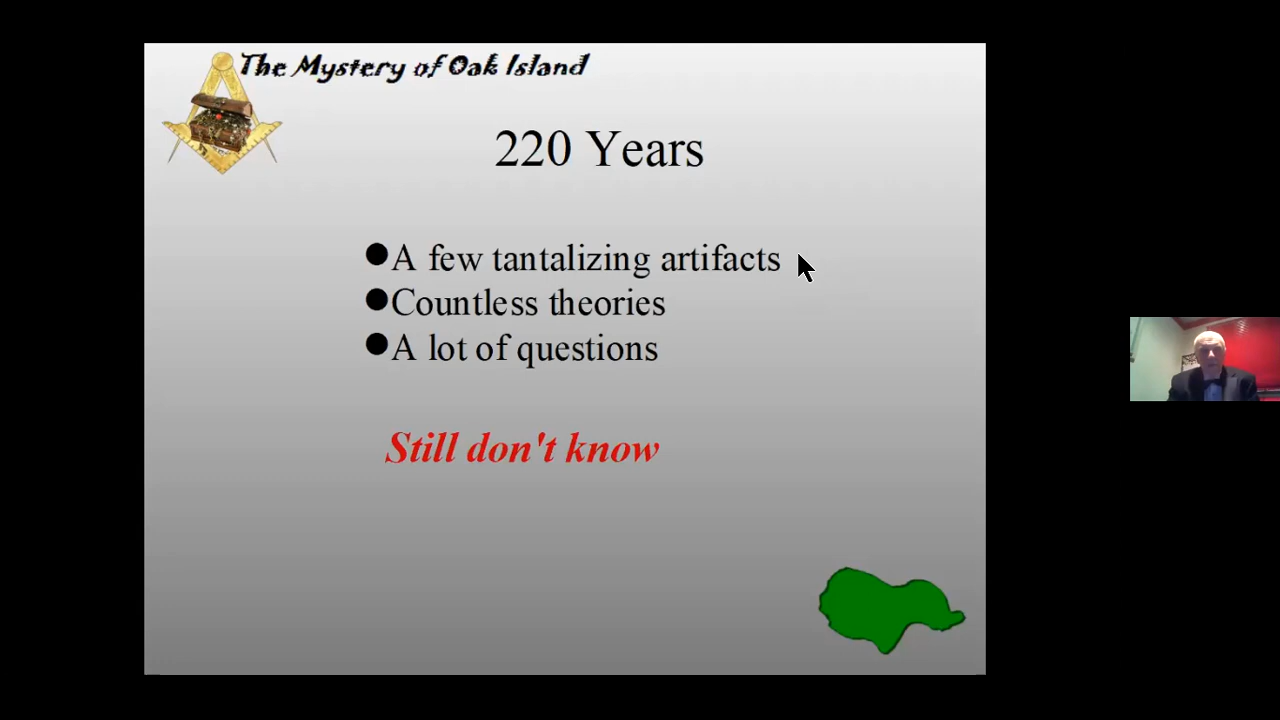 The Mystery of Oak Island
220 Years
●A few tantalizing artifacts
●Countless theories
●A lot of questions
Still don't know